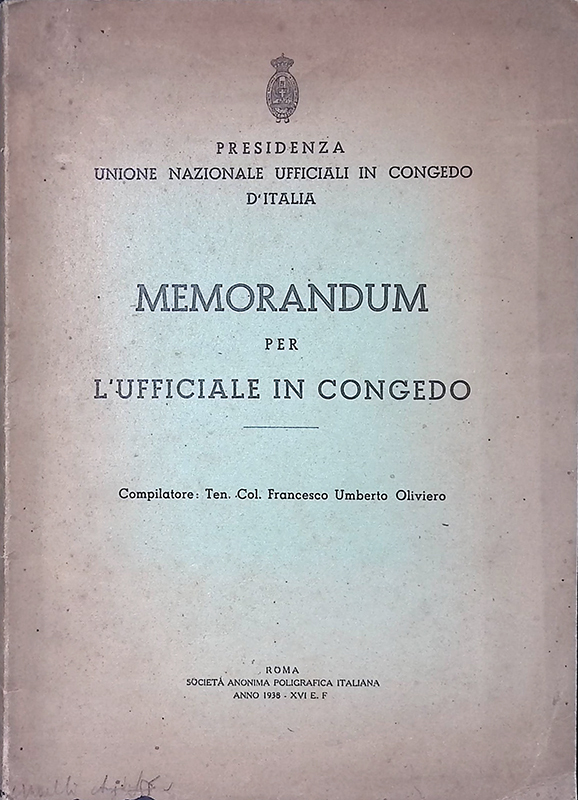 PRESIDENZA
UNIONE NAZIONALE UFFICIALI IN CONGEDO
D'ITALIA
MEMORANDUM
PER
L'UFFICIALE IN CONGEDO
Compilatore: Ten. Col. Francesco Umberto Oliviero
ROMA
SOCIETÀ ANONIMA POLIGRAFICA ITALIANA
ANNO 1938 - XVI E. F